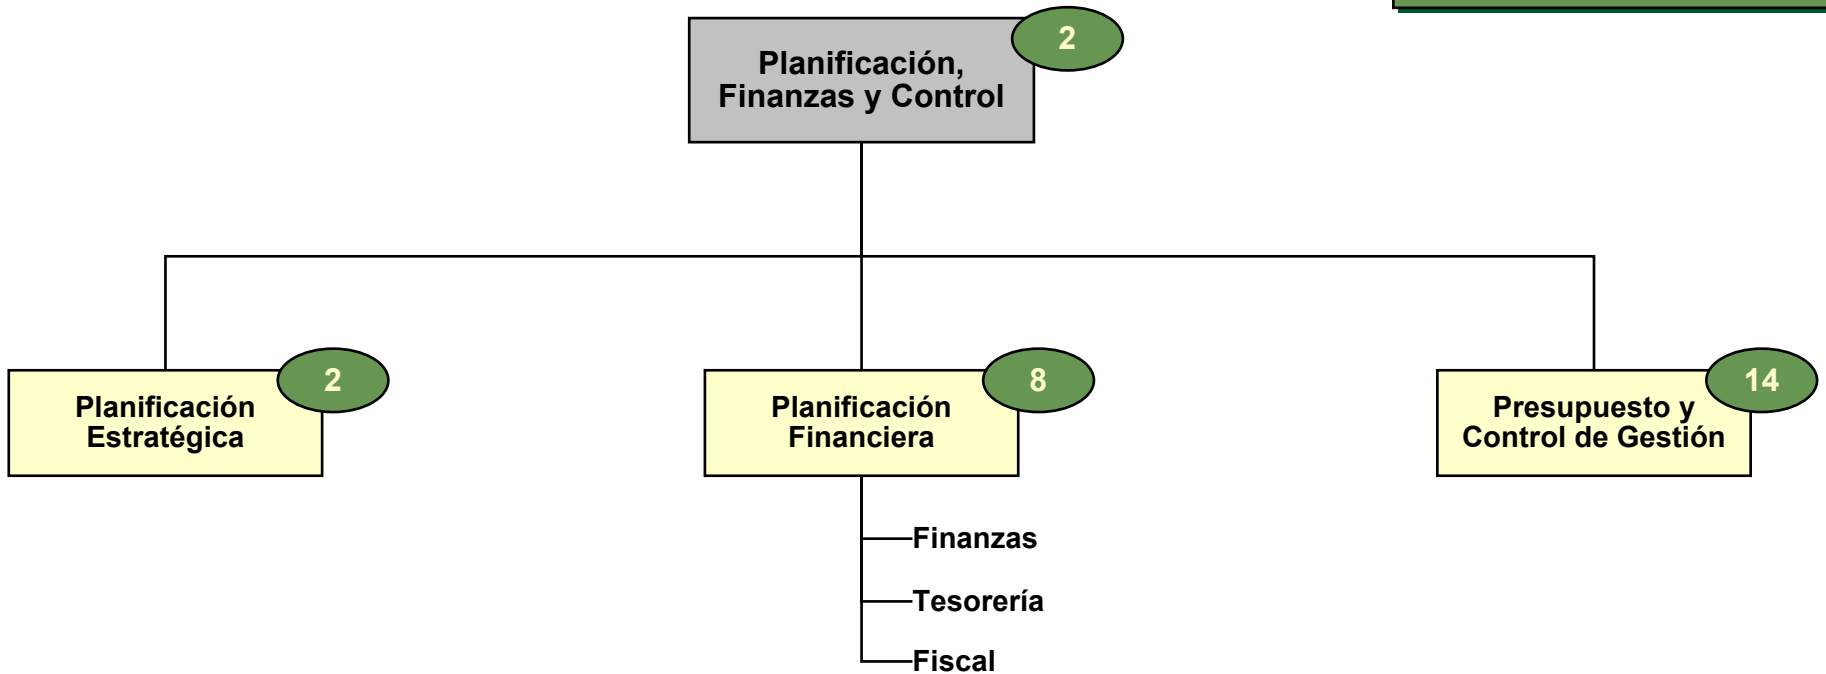 2
Planificación,
Finanzas y Control
2
Planificación
Estratégica
8
Planificación
Financiera
14
Presupuesto y
Control de Gestión
Finanzas
Tesorería
Fiscal